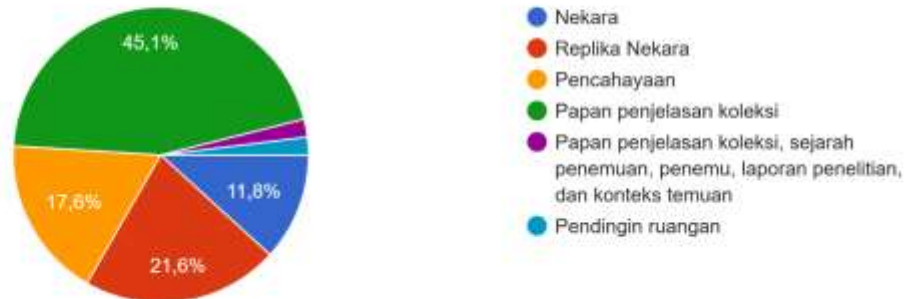 45,1%
17,6%
11,8%
21,6%
Nekara
Replika Nekara
Pencahayaan
Papan penjelasan koleksi
Papan penjelasan koleksi, sejarah
penemuan, penemu, laporan penelitian,
dan konteks temuan
Pendingin ruangan